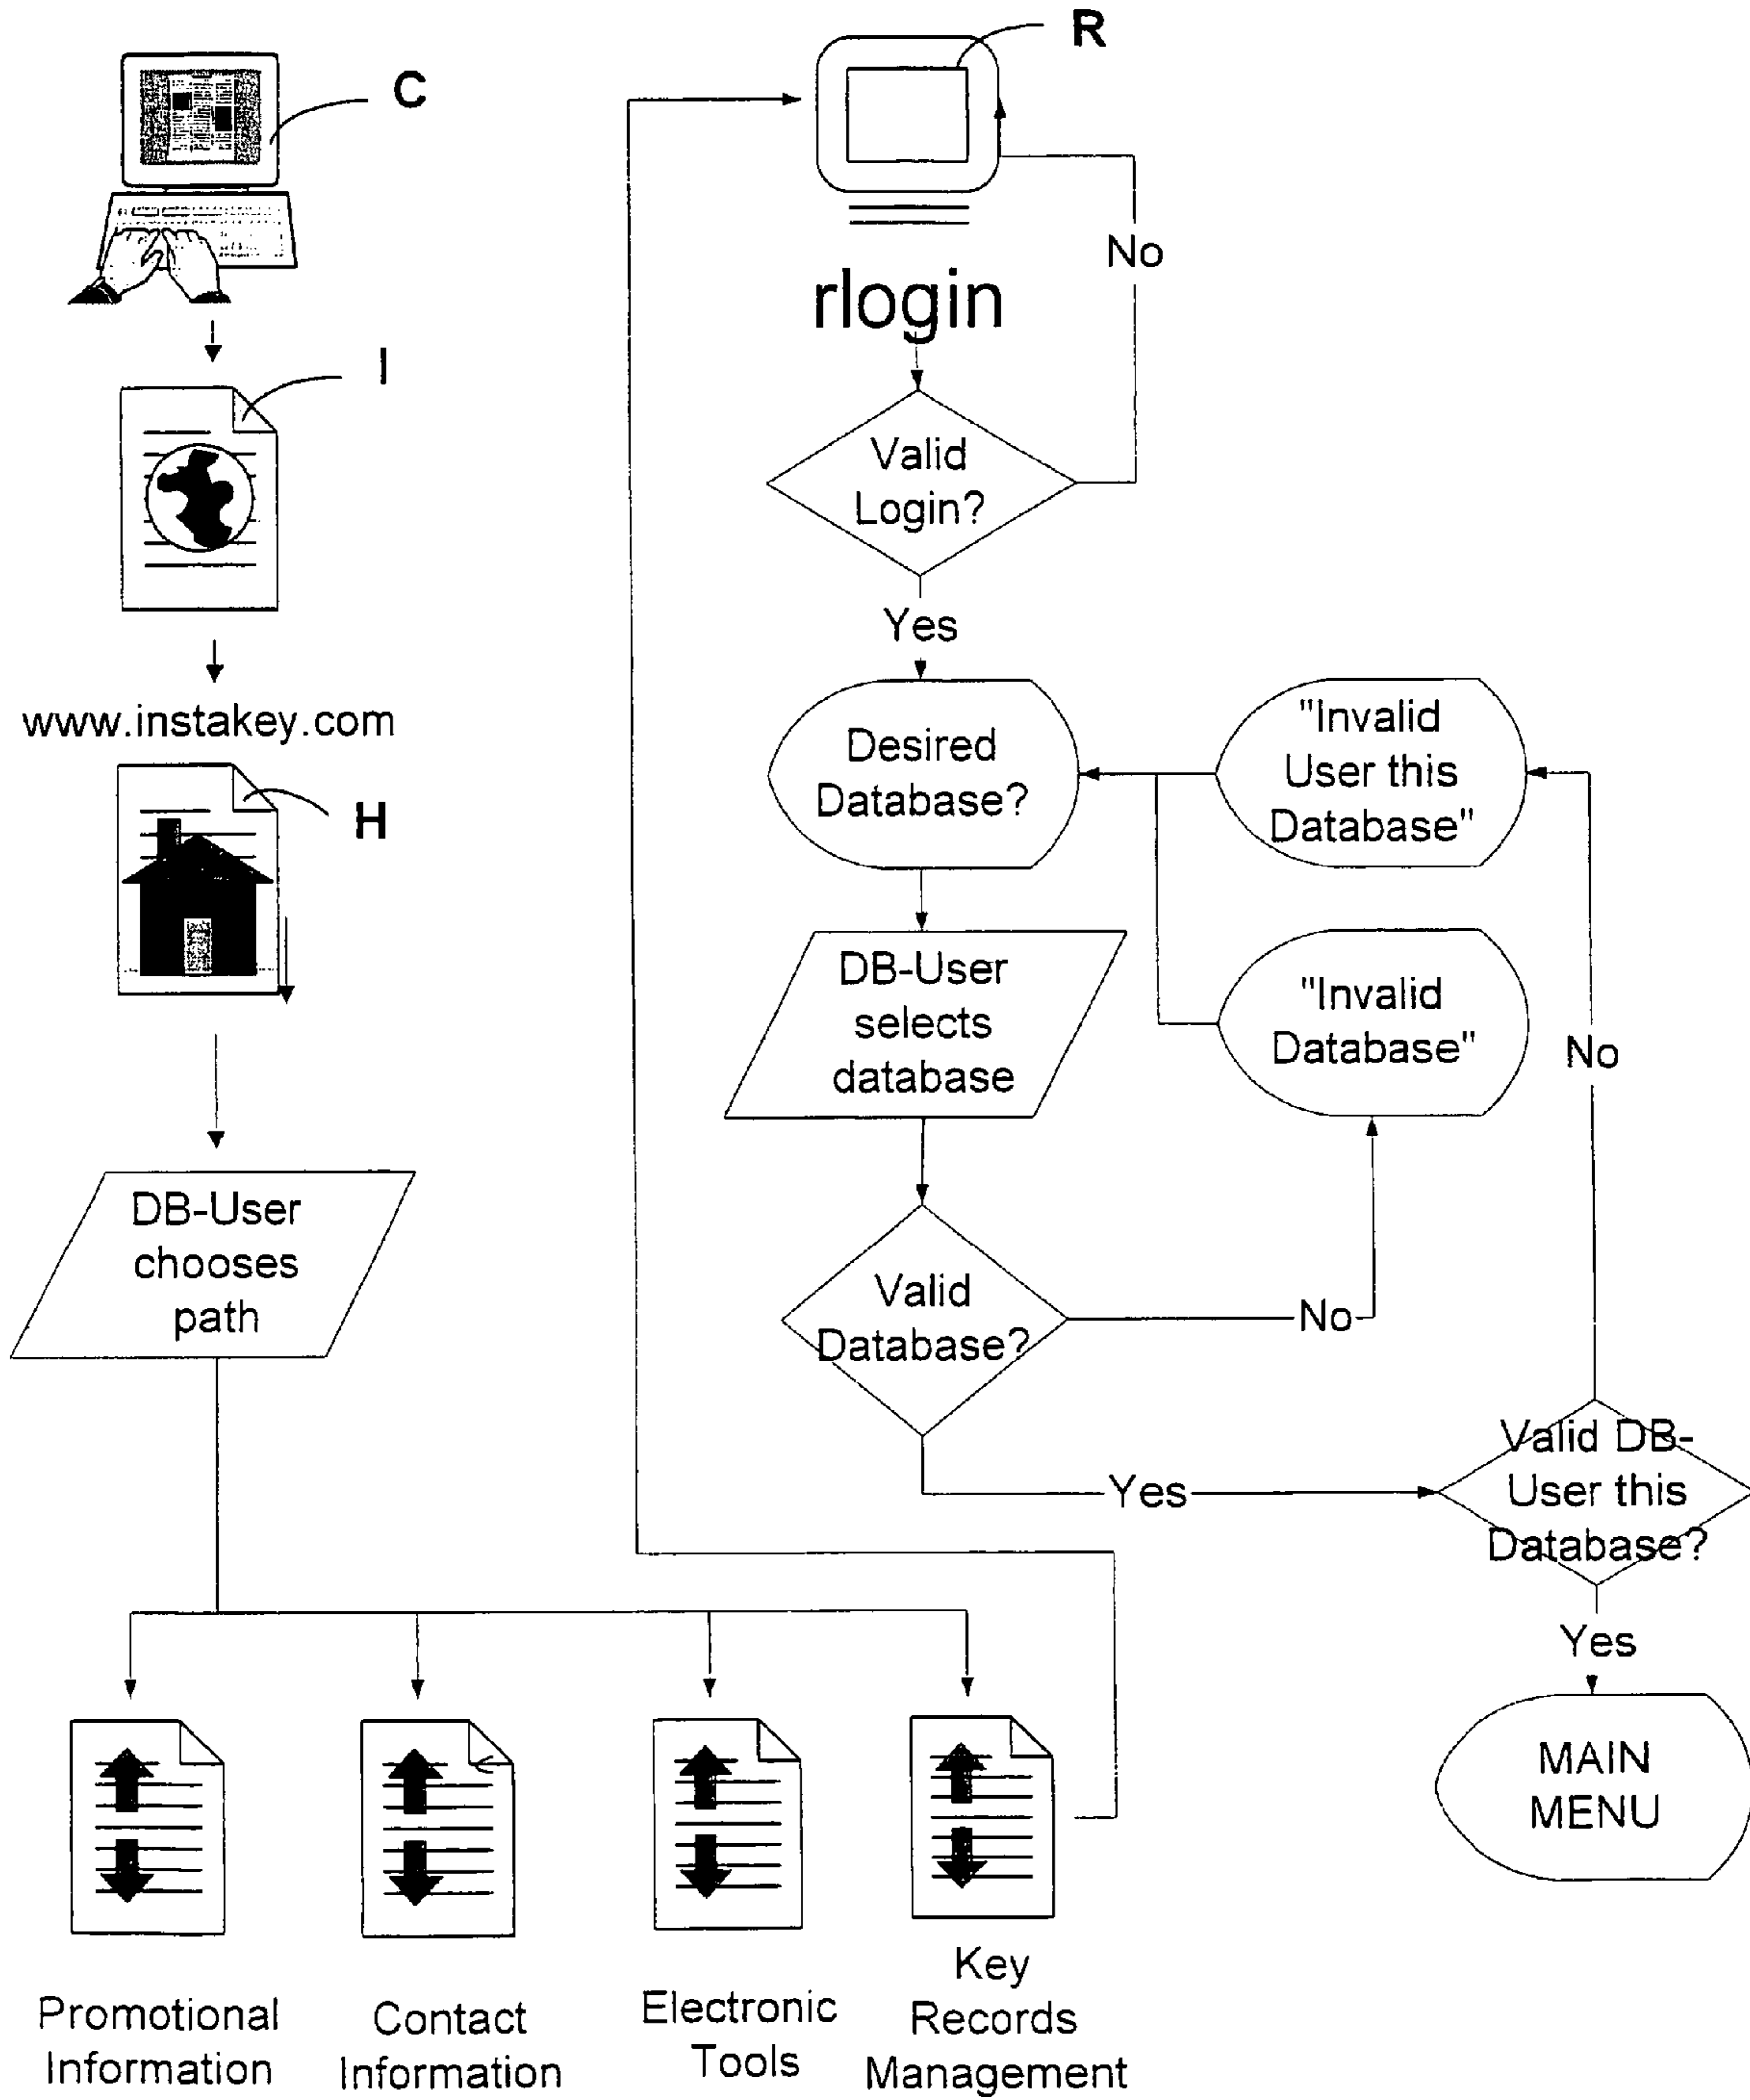 C
I
www.instakey.com
H
DB-User
chooses
path
Promotional
Information
Contact
Information
Electronic
Tools
Key
Records
Management
R
rlogin
No
Valid
Login?
Yes
Desired
Database?
"Invalid
User this
Database"
DB-User
selects
database
"Invalid
Database"
No
Valid
Database?
No
Yes
Valid DB-
User this
Database?
Yes
MAIN
MENU